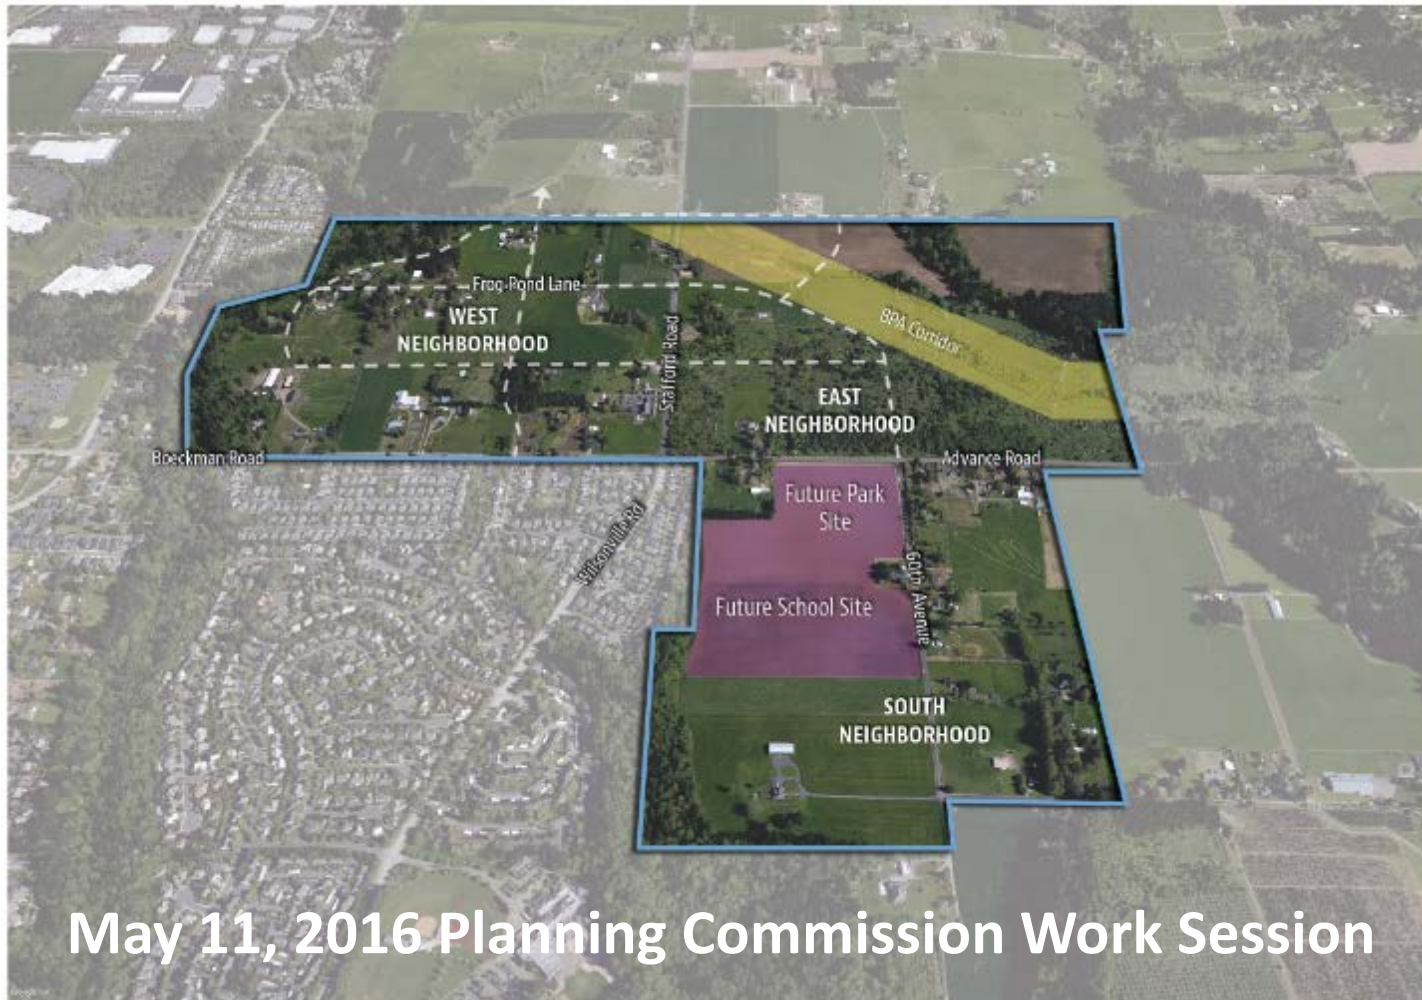 Frog Pond Lane
WEST
NEIGHBORHOOD
Stafford Road
BPA Corridor
EAST
NEIGHBORHOOD
Boeckman Road
Advance Road
Future Park
Site
Wilsonville Rd
60th Avenue
Future School Site
SOUTH
NEIGHBORHOOD
May 11, 2016 Planning Commission Work Session